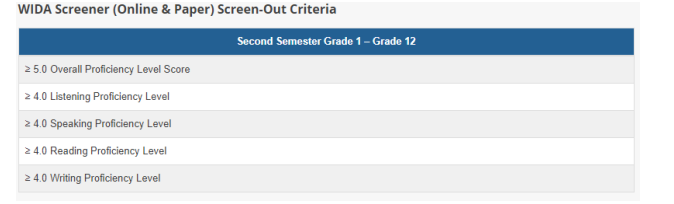 WIDA Screener (Online & Paper) Screen-Out Criteria
Second Semester Grade 1 – Grade 12
≥ 5.0 Overall Proficiency Level Score
≥ 4.0 Listening Proficiency Level
≥ 4.0 Speaking Proficiency Level
≥ 4.0 Reading Proficiency Level
≥ 4.0 Writing Proficiency Level